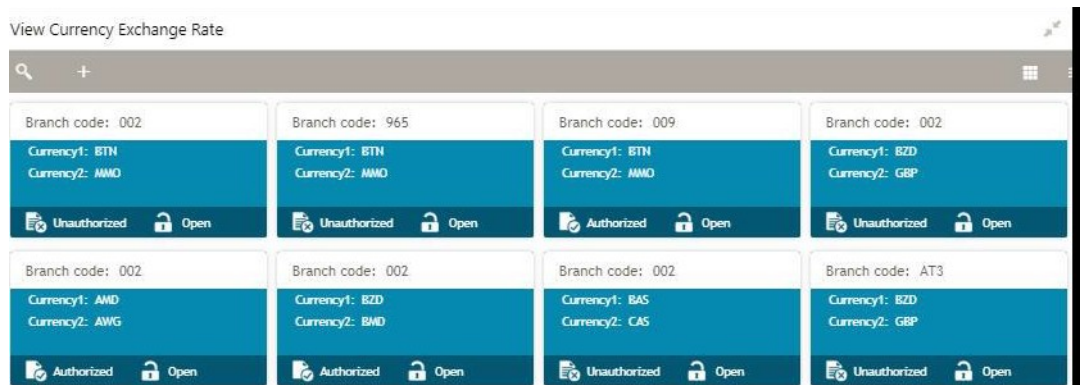 View Currency Exchange Rate
Branch code: 002
Currency1: BTN
Currency2: MMO
Unauthorized Open
Branch code: 965
Currency1: BTN
Currency2: MMO
Unauthorized Open
Branch code: 009
Currency1: BTN
Currency2: MMO
Authorized Open
Branch code: 002
Currency1: BZD
Currency2: GBP
Unauthorized Open
Branch code: 002
Currency1: AMD
Currency2: AWG
Authorized Open
Branch code: 002
Currency1: BZD
Currency2: BMD
Authorized Open
Branch code: 002
Currency1: BAS
Currency2: CAS
Unauthorized Open
Branch code: AT3
Currency1: BZD
Currency2: GBP
Unauthorized Open